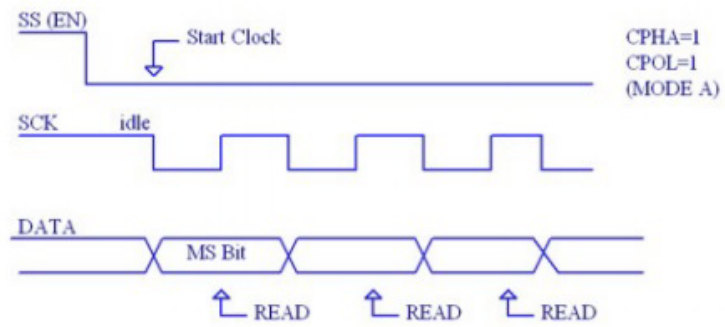 SS (EN)
Start Clock
CPHA=1
CPOL=1
(MODE A)
SCK
idle
DATA
MS Bit
READ
READ
READ